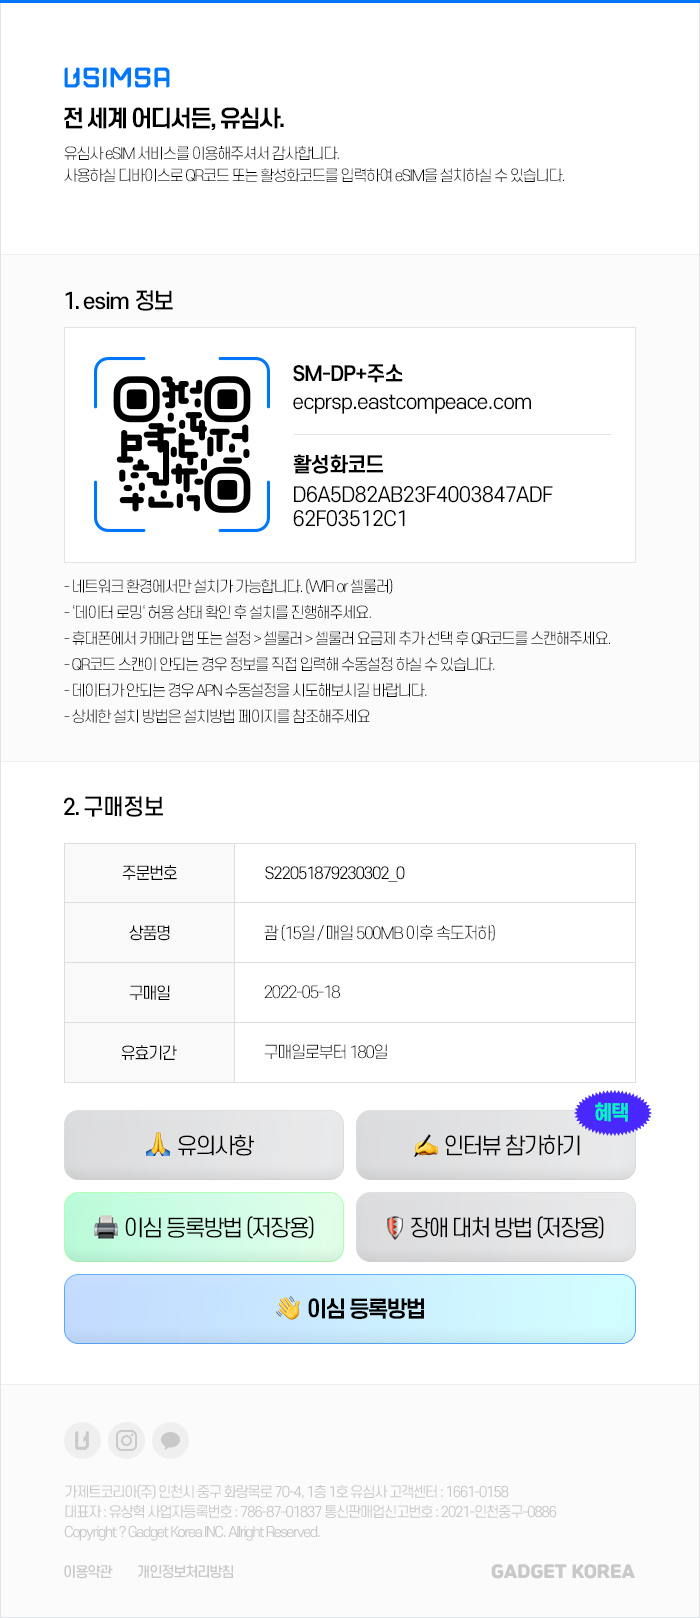 USIMSA
전 세계 어디서든, 유심사.
유심사 eSIM 서비스를 이용해주셔서 감사합니다.
사용하실 디바이스로 QR코드 또는 활성화코드를 입력하여 eSIM을 설치하실 수 있습니다.
1. esim 정보
SM-DP+주소
ecprsp.eastcompeace.com
활성화코드
D6A5D82AB23F4003847ADF
62F03512C1
- 네트워크 환경에서만 설치가 가능합니다. (WIFI or 셀룰러)
- '데이터 로밍' 허용 상태 확인 후 설치를 진행해주세요.
- 휴대폰에서 카메라 앱 또는 설정 > 셀룰러 > 셀룰러 요금제 추가 선택 후 QR코드를 스캔해주세요.
- QR코드 스캔이 안되는 경우 정보를 직접 입력해 수동설정 하실 수 있습니다.
- 데이터가 안되는 경우 APN 수동설정을 시도해보시길 바랍니다.
- 상세한 설치 방법은 설치방법 페이지를 참조해주세요
2. 구매정보
주문번호 S22051879230302_0
상품명 괌 (15일 / 매일 500MB 이후 속도저하)
구매일 2022-05-18
유효기간 구매일로부터 180일
혜택
🙏 유의사항 ✍️ 인터뷰 참가하기
🖨️ 이심 등록방법 (저장용) 장애 대처 방법 (저장용)
👋 이심 등록방법
가제트코리아(주) 인천시 중구 화랑목로 70-4, 1층 1호 유심사 고객센터 : 1661-0158
대표자 : 유상혁 사업자등록번호 : 786-87-01837 통신판매업신고번호 : 2021-인천중구-0886
Copyright ? Gadget Korea INC. Allright Reserved.
이용약관 개인정보처리방침 GADGET KOREA